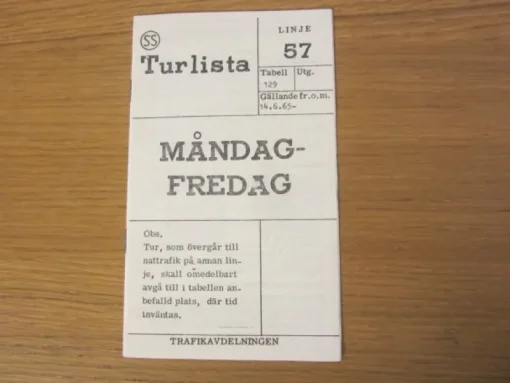 SS
Turlista
LINJE
57
Tabell
Utg.
129
Gällande fr.o.m.
14.6.65-
MÅNDAG-
FREDAG
Obs.
Tur, som övergår till
nattrafik på annan lin-
je, skall omedelbart
avgå till i tabellen an-
befalld plats, där tid
inväntas.
TRAFIKAVDELNINGEN